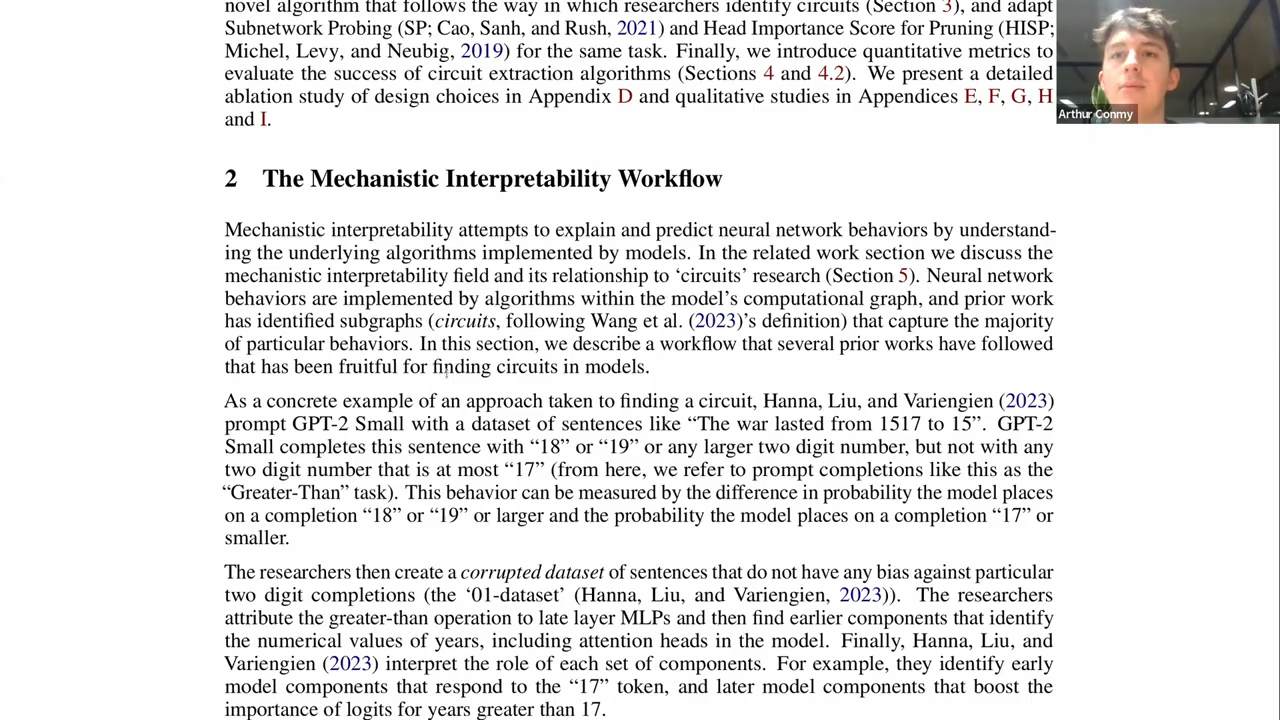 novel algorithm that follows the way in which researchers identify circuits (Section 3), and adapt
Subnetwork Probing (SP; Cao, Sanh, and Rush, 2021) and Head Importance Score for Pruning (HISP;
Michel, Levy, and Neubig, 2019) for the same task. Finally, we introduce quantitative metrics to
evaluate the success of circuit extraction algorithms (Sections 4 and 4.2). We present a detailed
ablation study of design choices in Appendix D and qualitative studies in Appendices E, F, G, H
and I.
Arthur Conmy
2 The Mechanistic Interpretability Workflow
Mechanistic interpretability attempts to explain and predict neural network behaviors by understand-
ing the underlying algorithms implemented by models. In the related work section we discuss the
mechanistic interpretability field and its relationship to ‘circuits’ research (Section 5). Neural network
behaviors are implemented by algorithms within the model’s computational graph, and prior work
has identified subgraphs (circuits, following Wang et al. (2023)’s definition) that capture the majority
of particular behaviors. In this section, we describe a workflow that several prior works have followed
that has been fruitful for finding circuits in models.
As a concrete example of an approach taken to finding a circuit, Hanna, Liu, and Variengien (2023)
prompt GPT-2 Small with a dataset of sentences like “The war lasted from 1517 to 15”. GPT-2
Small completes this sentence with “18” or “19” or any larger two digit number, but not with any
two digit number that is at most “17” (from here, we refer to prompt completions like this as the
“Greater-Than” task). This behavior can be measured by the difference in probability the model places
on a completion “18” or “19” or larger and the probability the model places on a completion “17” or
smaller.
The researchers then create a corrupted dataset of sentences that do not have any bias against particular
two digit completions (the ‘01-dataset’ (Hanna, Liu, and Variengien, 2023)). The researchers
attribute the greater-than operation to late layer MLPs and then find earlier components that identify
the numerical values of years, including attention heads in the model. Finally, Hanna, Liu, and
Variengien (2023) interpret the role of each set of components. For example, they identify early
model components that respond to the “17” token, and later model components that boost the
importance of logits for years greater than 17.